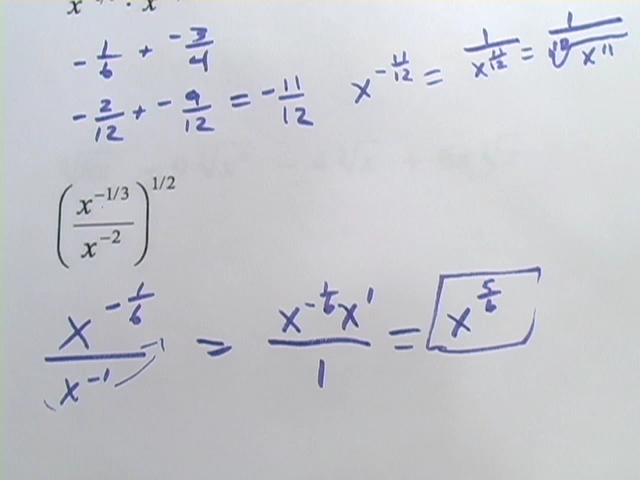 -1/6 + -3/4
-2/12 + -9/12 = -11/12 x^(-11/12) = 1/x^(11/12) = 1/¹²√x^11
(x^(-1/3)/x^(-2))^(1/2)
x^(-1/6)/x^(-1) = x^(-1/6)x^1/1 = x^(5/6)